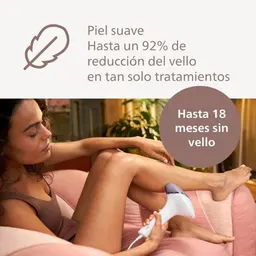 Piel suave
Hasta un 92% de
reducción del vello
en tan solo tratamientos
Hasta 18
meses sin
vello